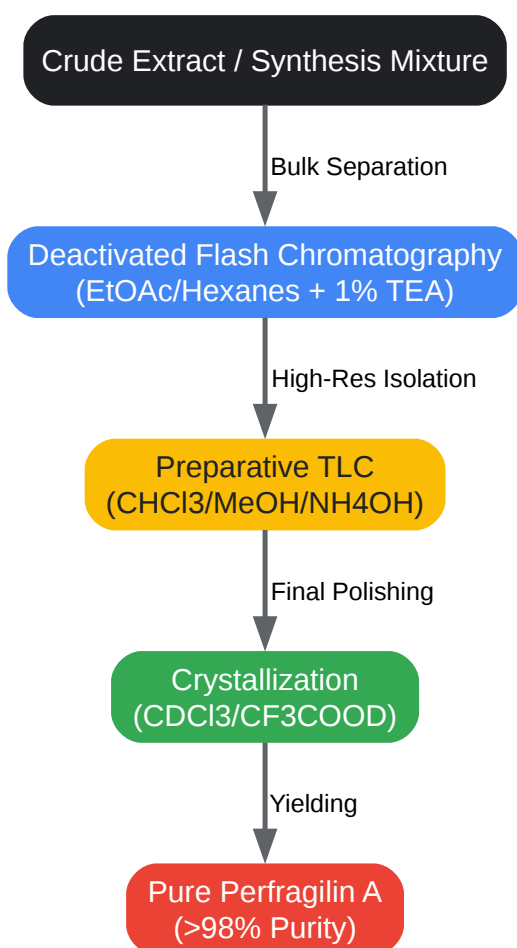 Crude Extract / Synthesis Mixture
Bulk Separation
Deactivated Flash Chromatography
(EtOAc/Hexanes + 1% TEA)
High-Res Isolation
Preparative TLC
(CHCl3/MeOH/NH4OH)
Final Polishing
Crystallization
(CDCl3/CF3COOD)
Yielding
Pure Perfragilin A
(>98% Purity)